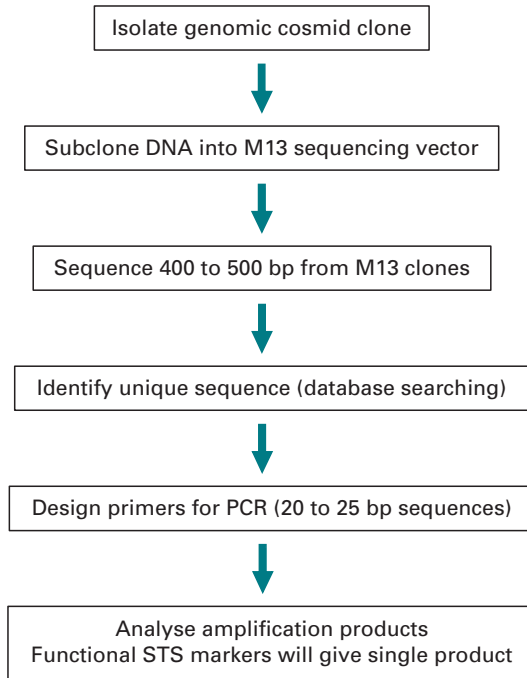 Isolate genomic cosmid clone
Subclone DNA into M13 sequencing vector
Sequence 400 to 500 bp from M13 clones
Identify unique sequence (database searching)
Design primers for PCR (20 to 25 bp sequences)
Analyse amplification products
Functional STS markers will give single product